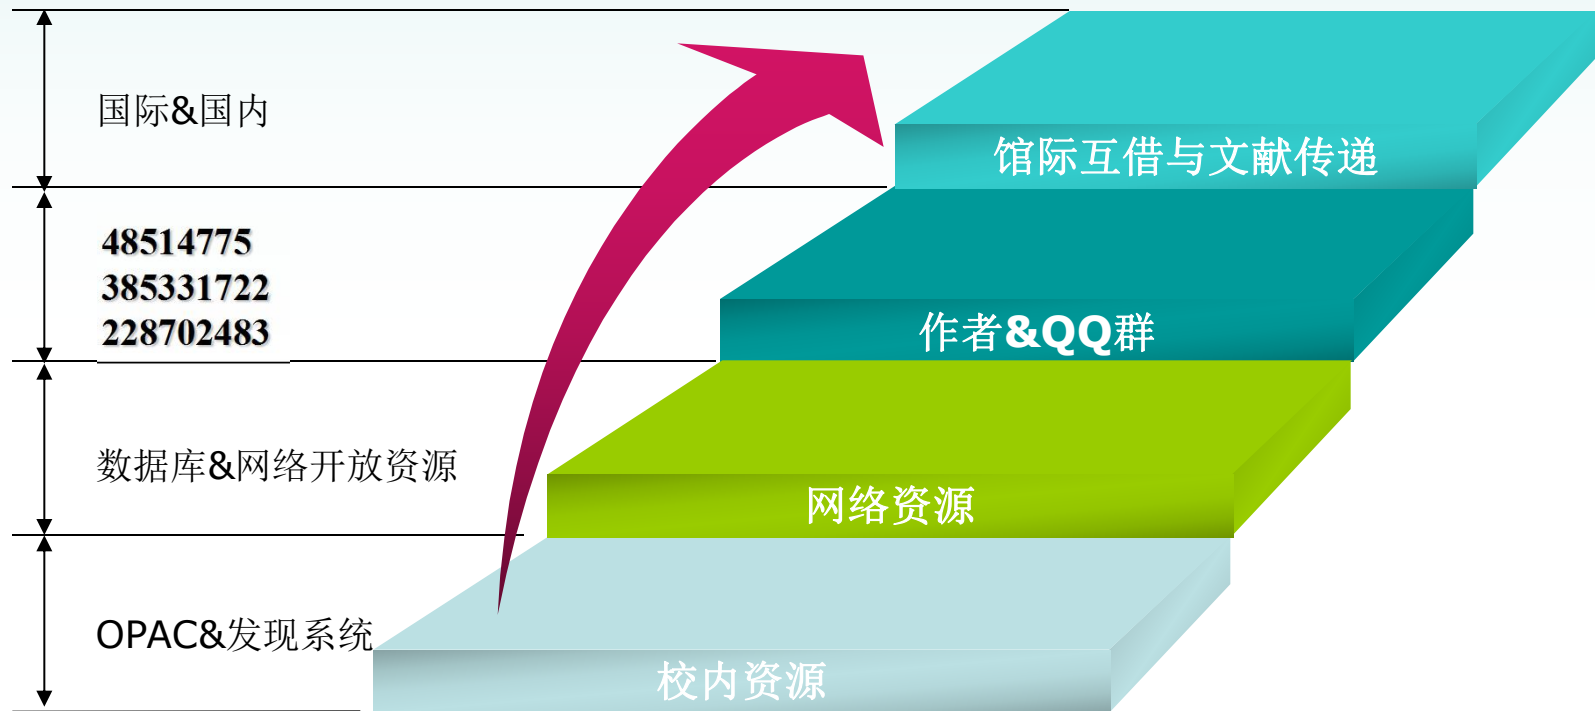 国际&国内
馆际互借与文献传递
48514775
385331722
228702483
作者&QQ群
数据库&网络开放资源
网络资源
OPAC&发现系统
校内资源